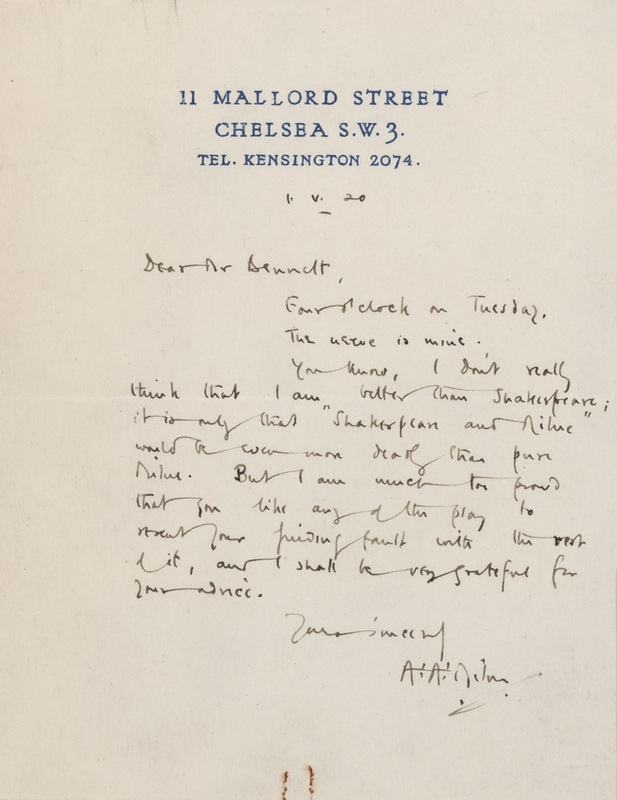 11 MALLORD STREET
CHELSEA S.W.3.
TEL. KENSINGTON 2074.
1. V. 20
Dear Mr Bennett,
Four o'clock on Tuesday.
The nerve is mine.
You know, I don't really
think that I am better than Shakespeare;
it is only that "Shakespeare and Milne"
would be even more deadly than pure
Milne. But I am much too proud
that you like any of the play to
resent your finding fault with the rest
of it, and I shall be very grateful for
your advice.
Yours sincerely
A. A. Milne